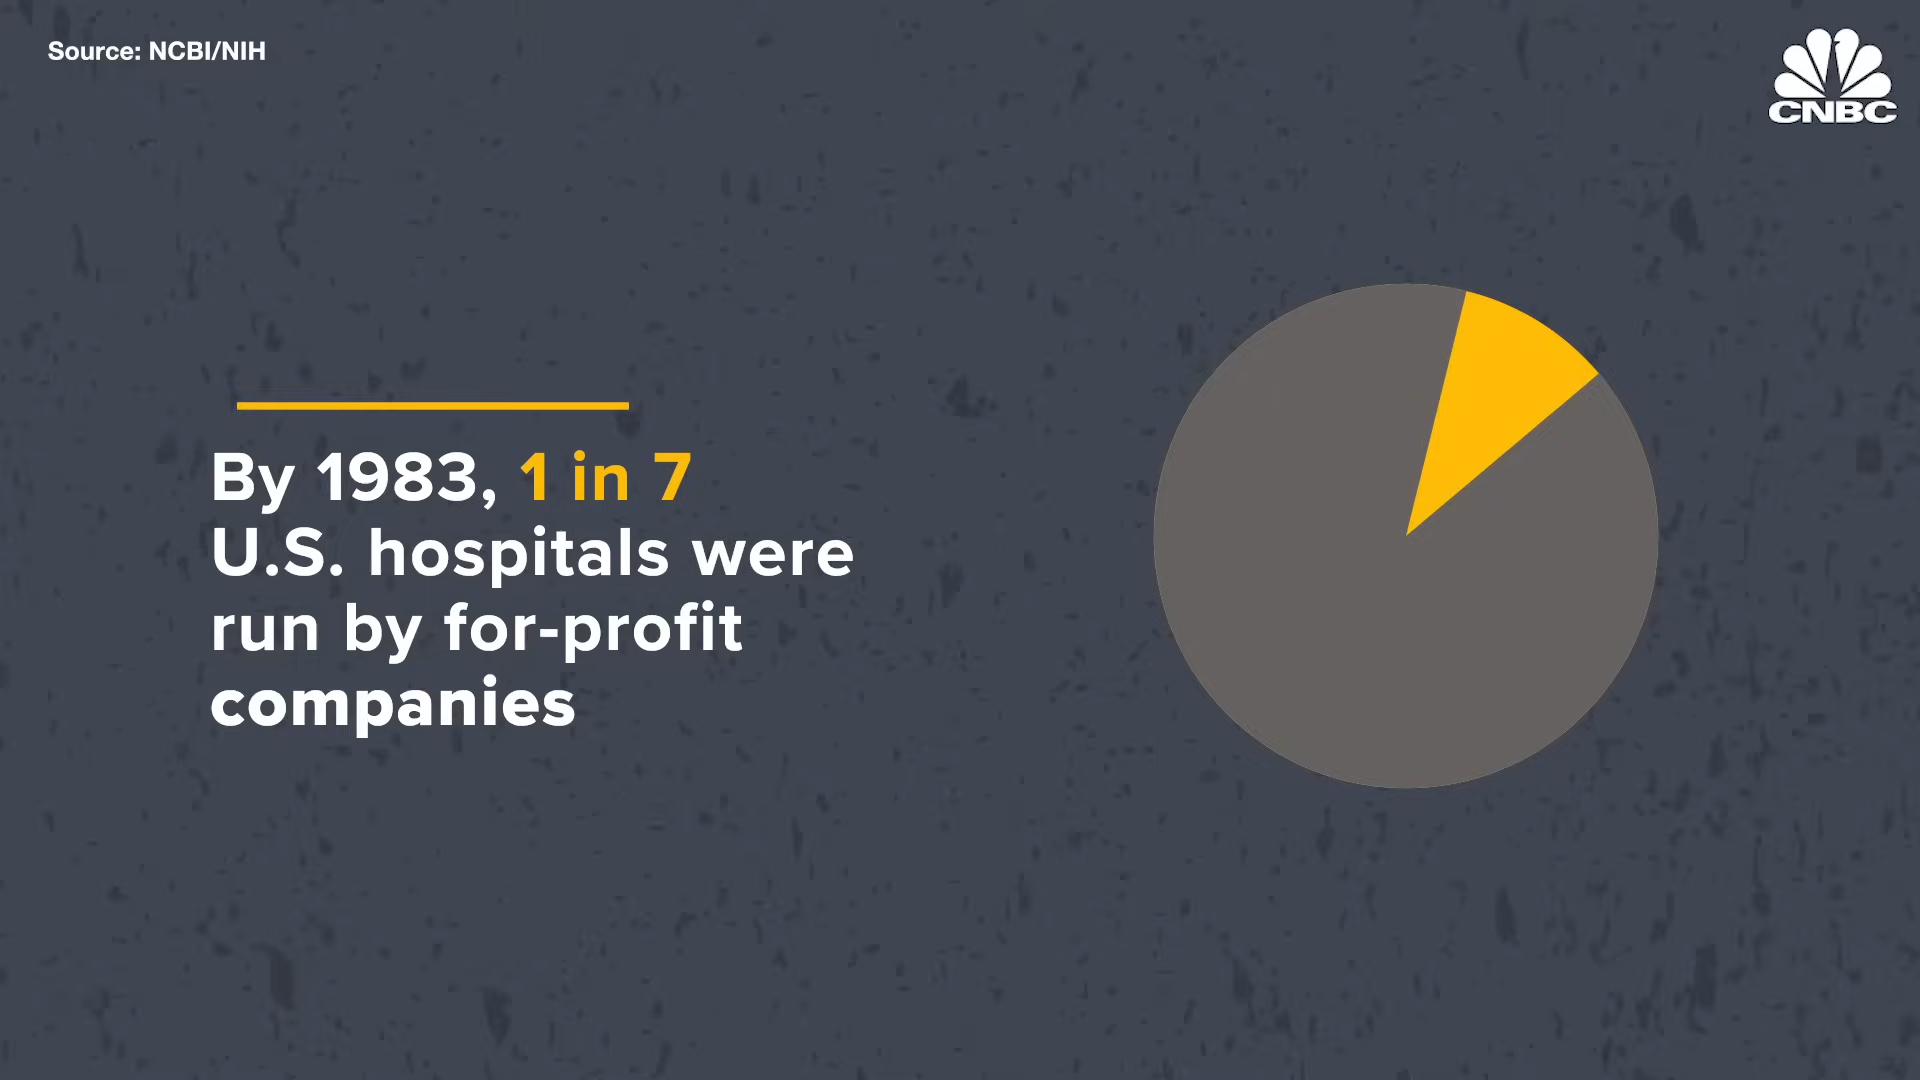 Source: NCBI/NIH
CNBC
By 1983, 1 in 7
U.S. hospitals were
run by for-profit
companies